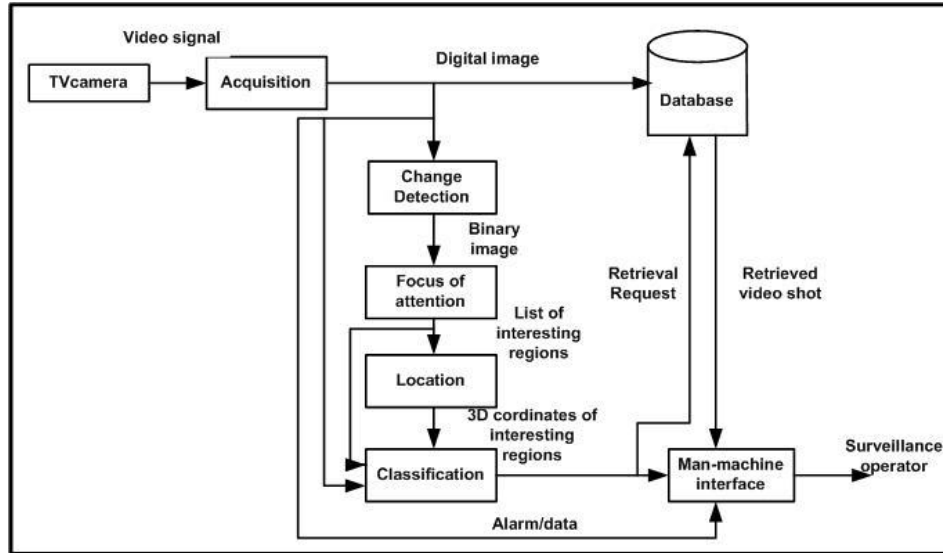 Video signal
TVcamera
Acquisition
Digital image
Database
Change
Detection
Binary
image
Focus of
attention
Retrieval
Request
Retrieved
video shot
List of
interesting
regions
Location
3D cordinates of
interesting
regions
Classification
Man-machine
interface
Surveillance
operator
Alarm/data